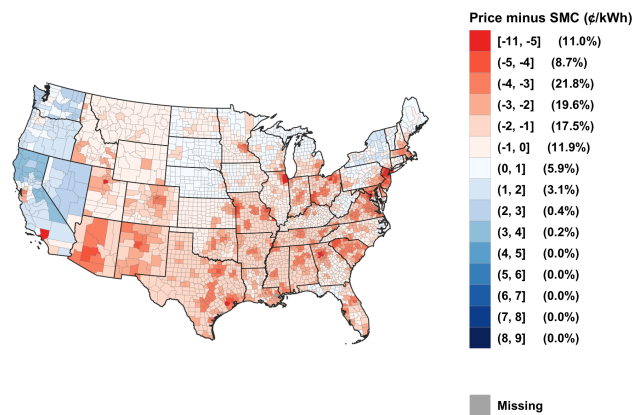 Price minus SMC (¢/kWh)
[-11, -5] (11.0%)
(-5, -4] (8.7%)
(-4, -3] (21.8%)
(-3, -2] (19.6%)
(-2, -1] (17.5%)
(-1, 0] (11.9%)
(0, 1] (5.9%)
(1, 2] (3.1%)
(2, 3] (0.4%)
(3, 4] (0.2%)
(4, 5] (0.0%)
(5, 6] (0.0%)
(6, 7] (0.0%)
(7, 8] (0.0%)
(8, 9] (0.0%)
Missing